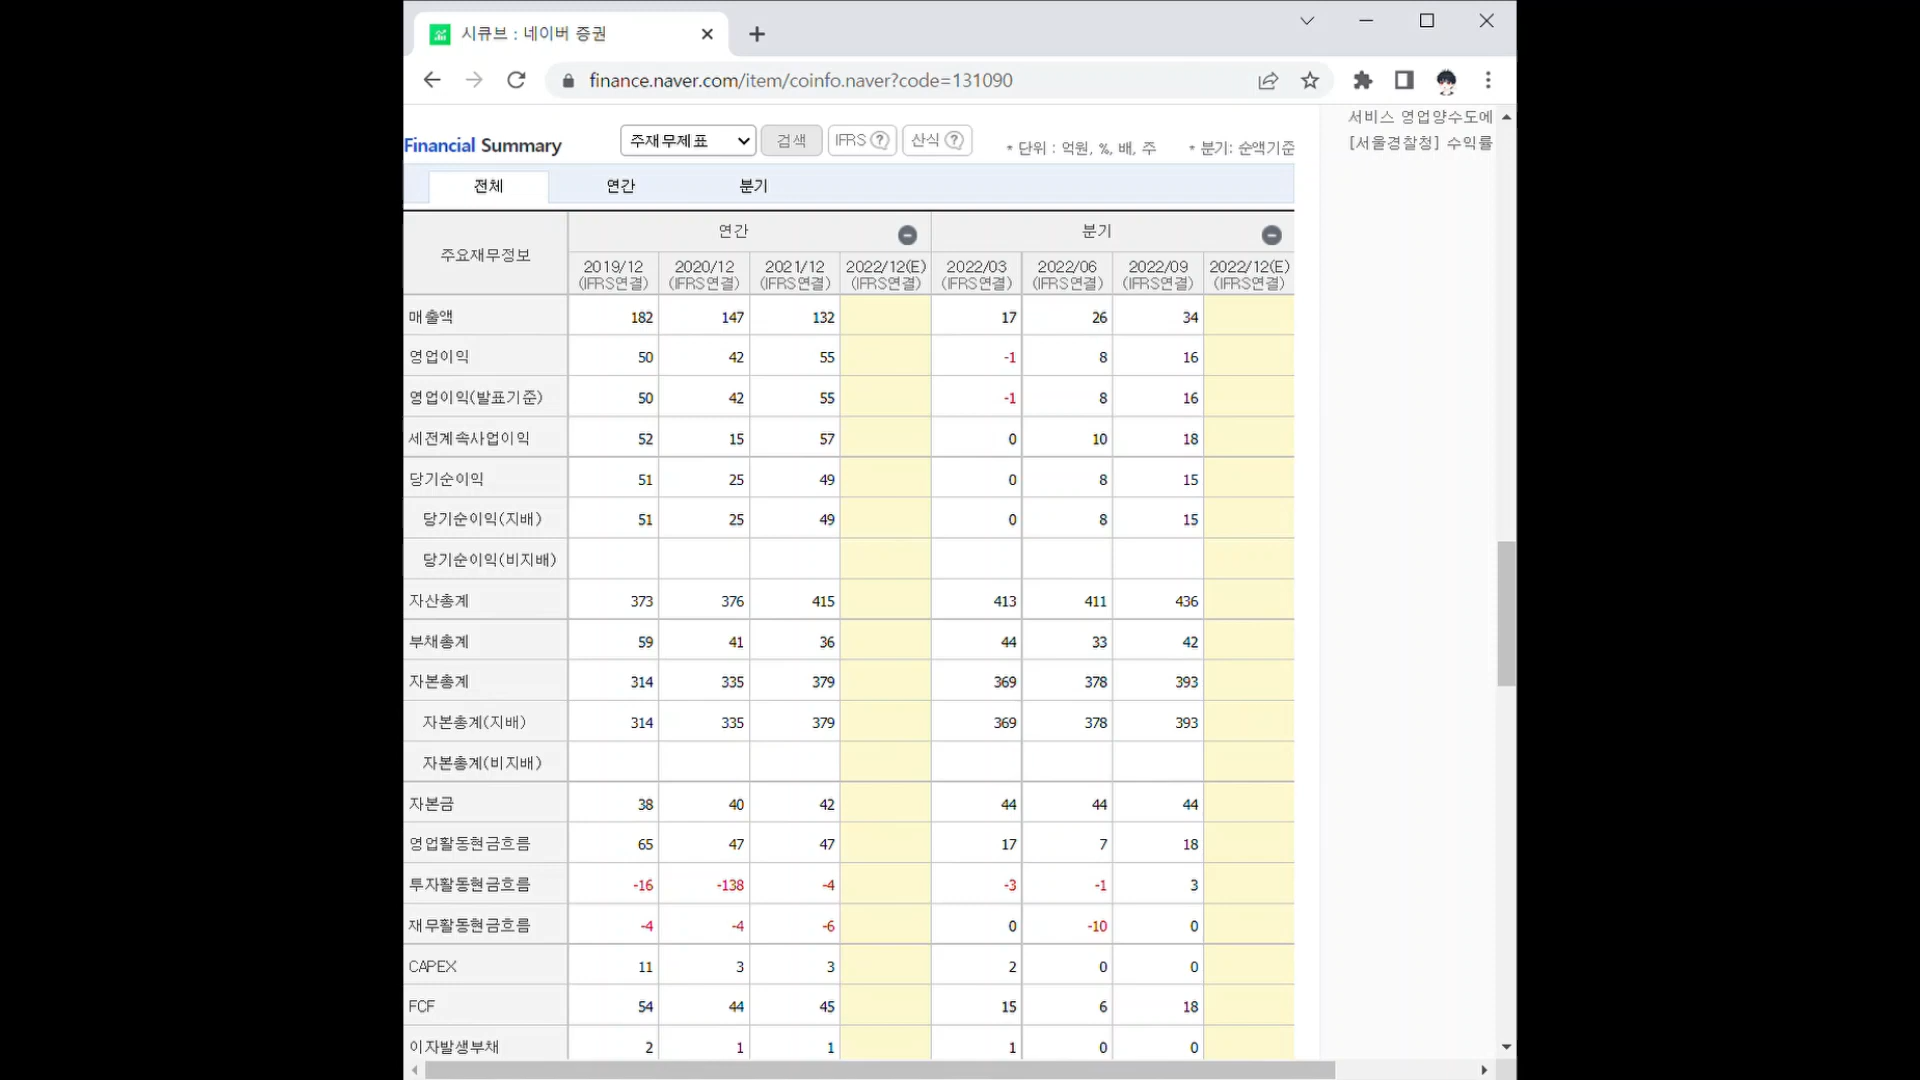 시큐브 : 네이버 증권
finance.naver.com/item/coinfo.naver?code=131090
서비스 영업양수도에
[서울경찰청] 수익률
Financial Summary 주재무제표 검색 IFRS ? 산식 ? * 단위 : 억원, %, 배, 주 * 분기: 순액기준
전체 연간 분기
주요재무정보 연간 분기
2019/12 2020/12 2021/12 2022/12(E) 2022/03 2022/06 2022/09 2022/12(E)
(IFRS연결) (IFRS연결) (IFRS연결) (IFRS연결) (IFRS연결) (IFRS연결) (IFRS연결) (IFRS연결)
매출액 182 147 132 17 26 34
영업이익 50 42 55 -1 8 16
영업이익(발표기준) 50 42 55 -1 8 16
세전계속사업이익 52 15 57 0 10 18
당기순이익 51 25 49 0 8 15
당기순이익(지배) 51 25 49 0 8 15
당기순이익(비지배)
자산총계 373 376 415 413 411 436
부채총계 59 41 36 44 33 42
자본총계 314 335 379 369 378 393
자본총계(지배) 314 335 379 369 378 393
자본총계(비지배)
자본금 38 40 42 44 44 44
영업활동현금흐름 65 47 47 17 7 18
투자활동현금흐름 -16 -138 -4 -3 -1 3
재무활동현금흐름 -4 -4 -6 0 -10 0
CAPEX 11 3 3 2 0 0
FCF 54 44 45 15 6 18
이자발생부채 2 1 1 1 0 0